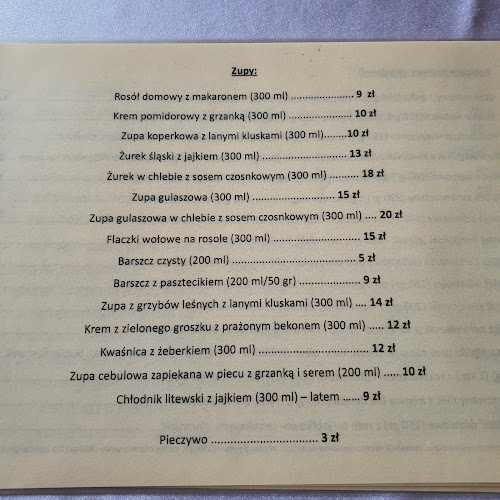 Zupy:
Rosół domowy z makaronem (300 ml) ...................... 9 zł
Krem pomidorowy z grzanką (300 ml) ...................... 10 zł
Zupa koperkowa z lanymi kluskami (300 ml)........10 zł
Żurek śląski z jajkiem (300 ml) ............................. 13 zł
Żurek w chlebie z sosem czosnkowym (300 ml) .......... 18 zł
Zupa gulaszowa (300 ml) ............................ 15 zł
Zupa gulaszowa w chlebie z sosem czosnkowym (300 ml) .... 20 zł
Flaczki wołowe na rosole (300 ml) .............................. 15 zł
Barszcz czysty (200 ml) ........................................... 5 zł
Barszcz z pasztecikiem (200 ml/50 gr) .............................. 9 zł
Zupa z grzybów leśnych z lanymi kluskami (300 ml) .... 14 zł
Krem z zielonego groszku z prażonym bekonem (300 ml) ..... 12 zł
Kwaśnica z żeberkiem (300 ml) ...................................... 12 zł
Zupa cebulowa zapiekana w piecu z grzanką i serem (200 ml) ..... 10 zł
Chłodnik litewski z jajkiem (300 ml) – latem ...... 9 zł
Pieczywo .................................... 3 zł